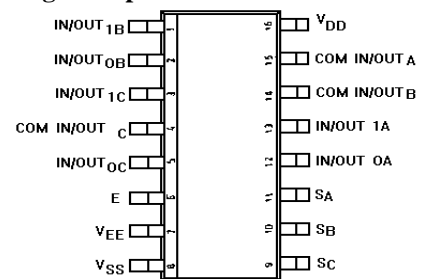 IN/OUT 1B 1 16 VDD
IN/OUT 0B 2 15 COM IN/OUT A
IN/OUT 1C 3 14 COM IN/OUT B
COM IN/OUT C 4 13 IN/OUT 1A
IN/OUT 0C 5 12 IN/OUT 0A
E 6 11 SA
VEE 7 10 SB
VSS 8 9 SC